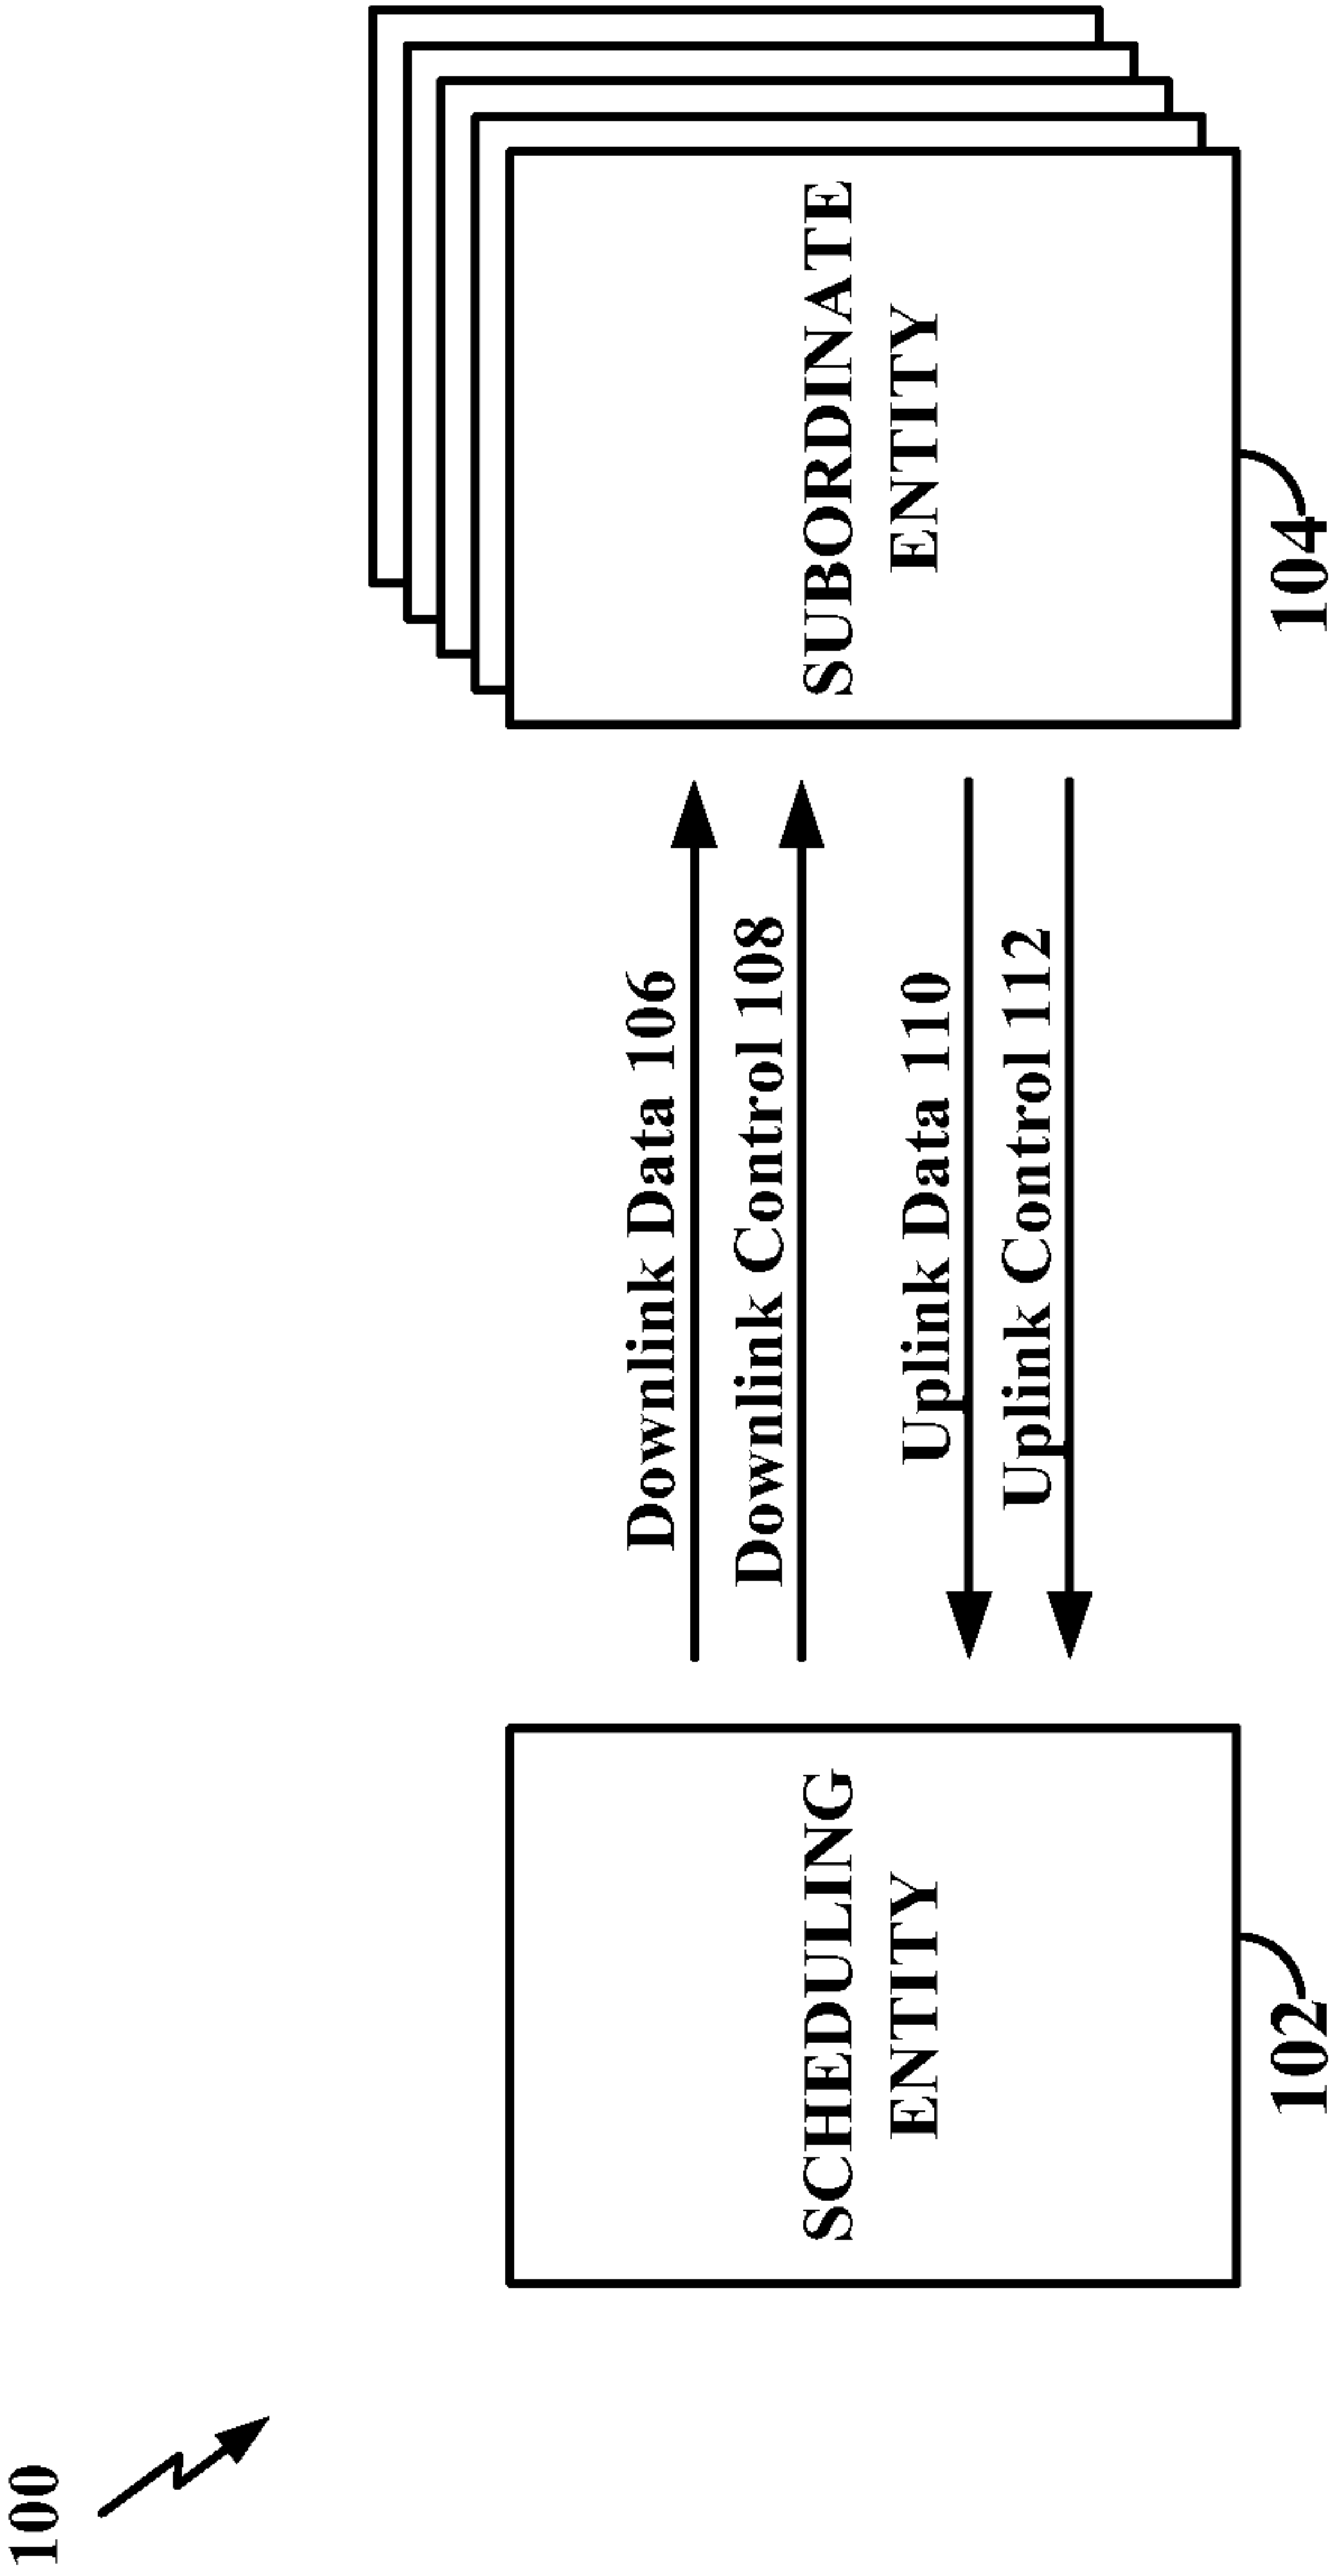 100
SCHEDULING
ENTITY
102
Downlink Data 106
Downlink Control 108
Uplink Data 110
Uplink Control 112
SUBORDINATE
ENTITY
104